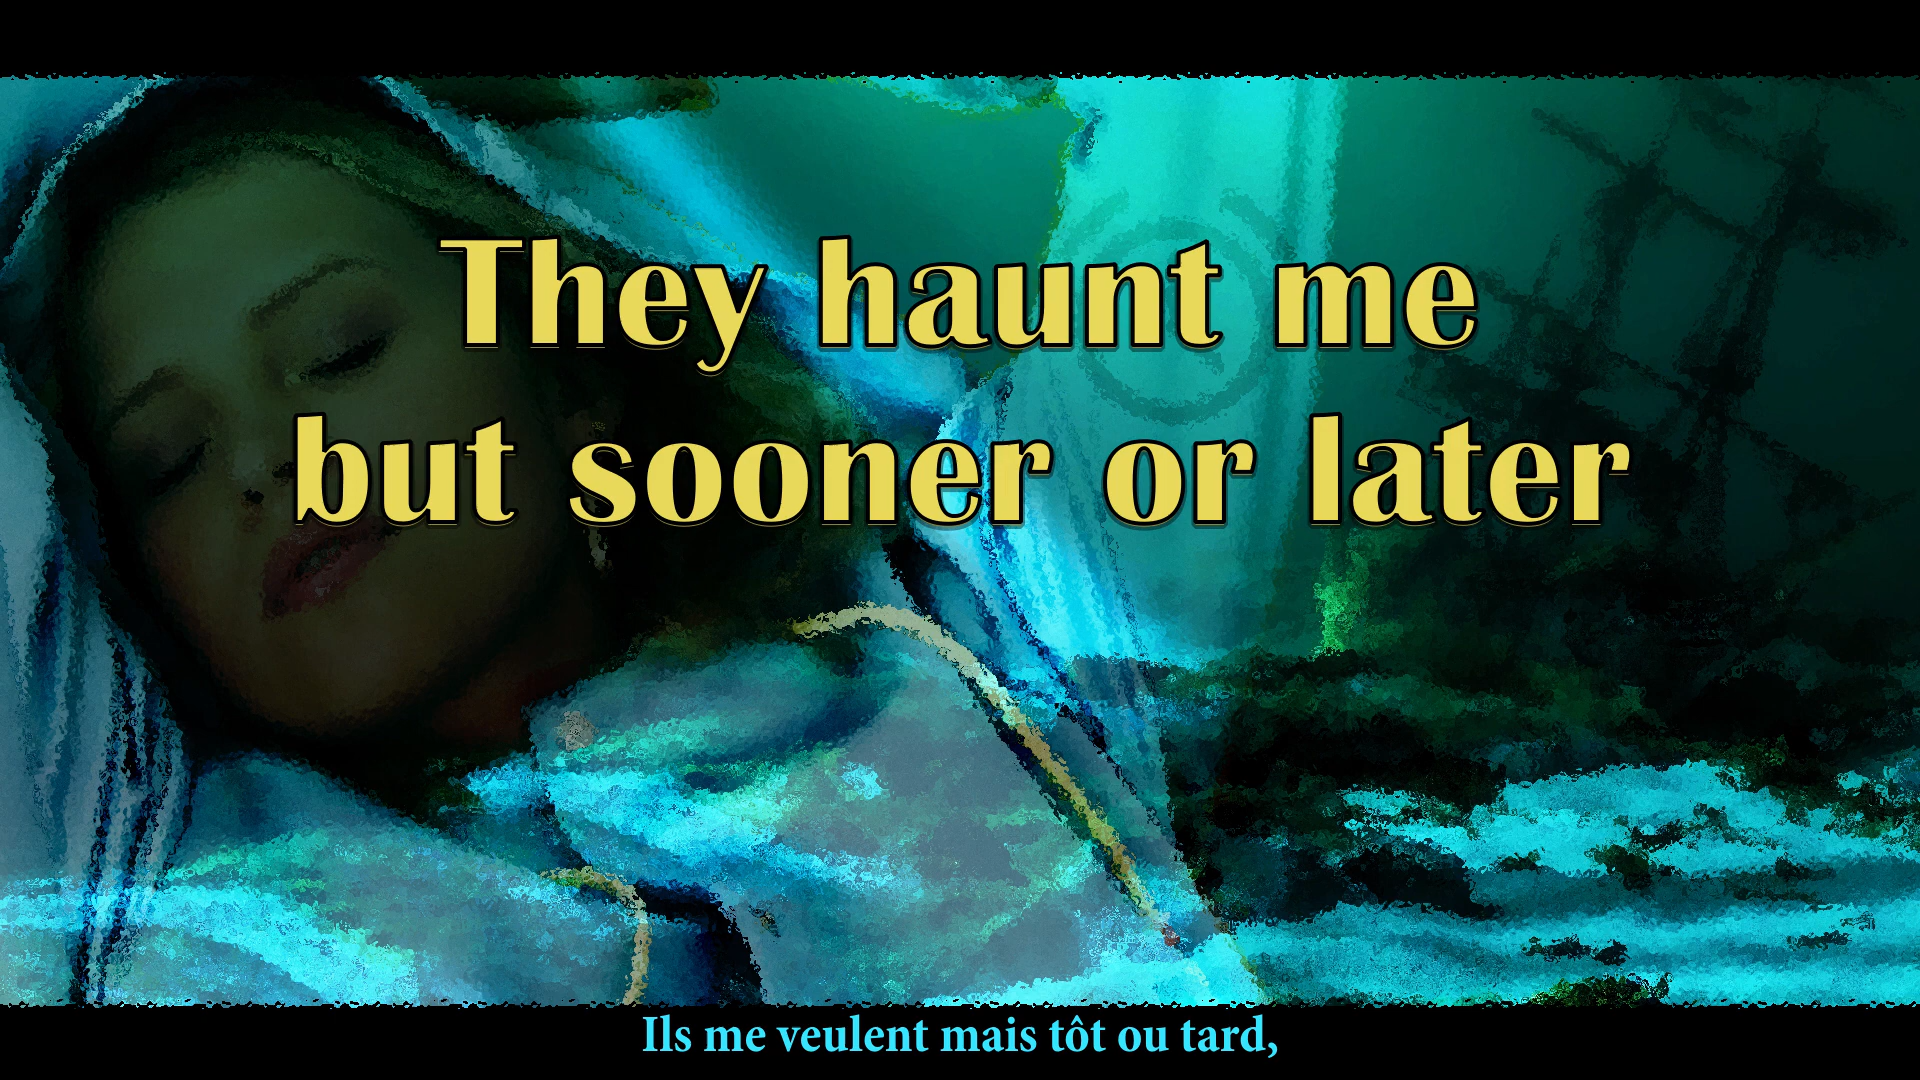 They haunt me
but sooner or later
Ils me veulent mais tôt ou tard,